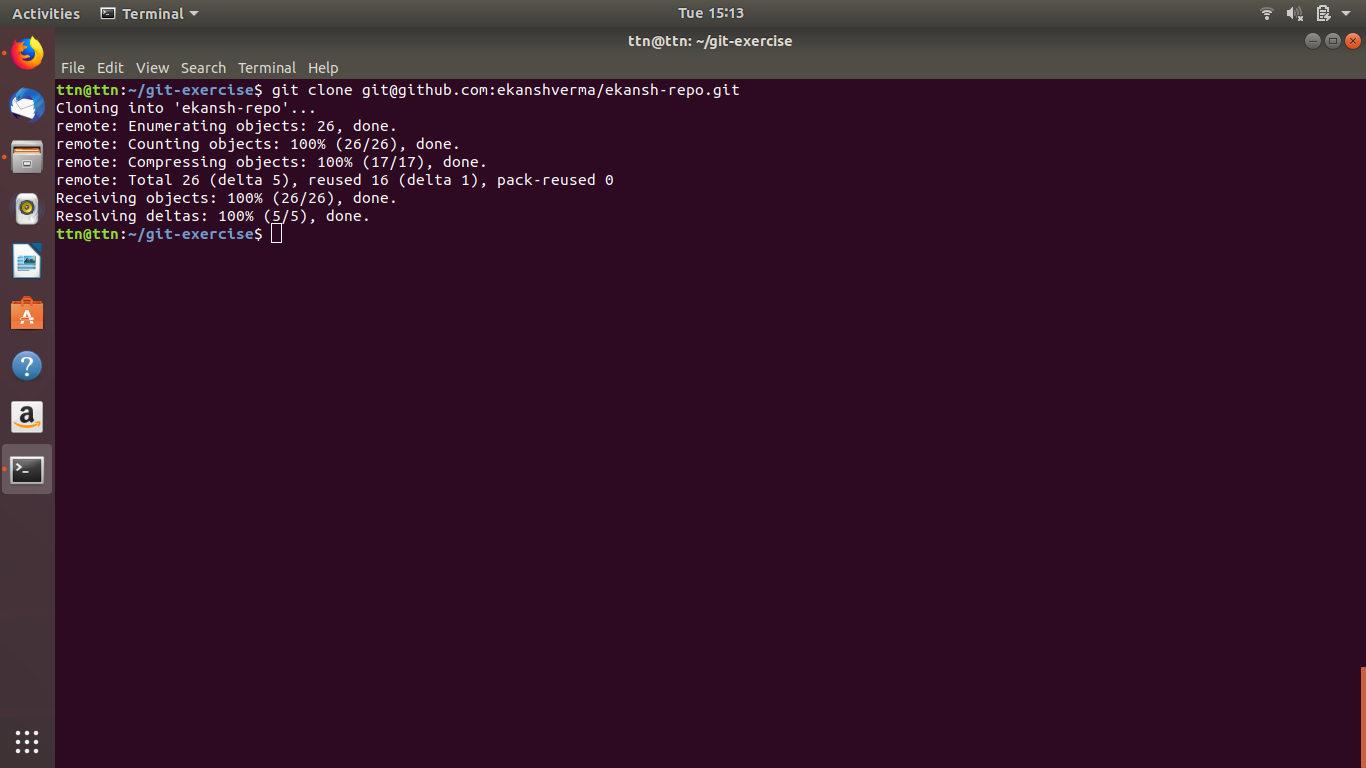 Activities Terminal Tue 15:13
ttn@ttn: ~/git-exercise
File Edit View Search Terminal Help
ttn@ttn:~/git-exercise$ git clone git@github.com:ekanshverma/ekansh-repo.git
Cloning into 'ekansh-repo'...
remote: Enumerating objects: 26, done.
remote: Counting objects: 100% (26/26), done.
remote: Compressing objects: 100% (17/17), done.
remote: Total 26 (delta 5), reused 16 (delta 1), pack-reused 0
Receiving objects: 100% (26/26), done.
Resolving deltas: 100% (5/5), done.
ttn@ttn:~/git-exercise$